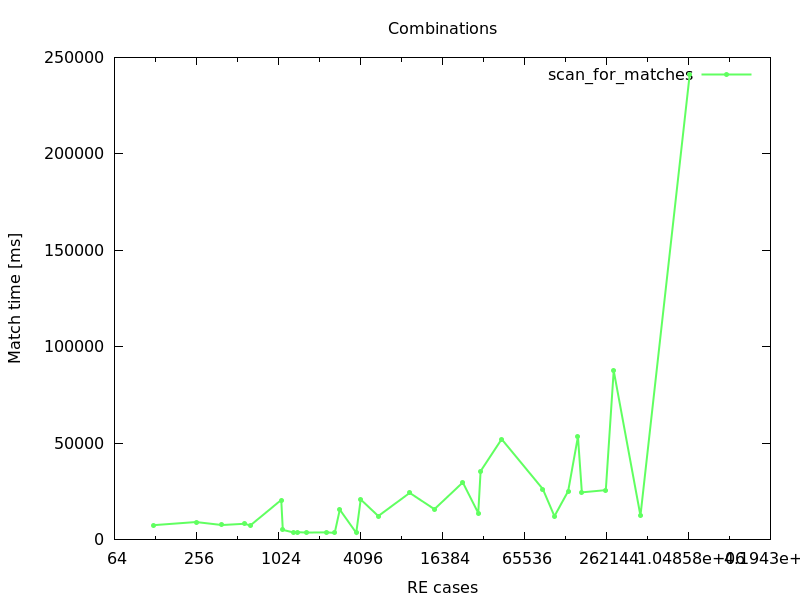 Combinations
250000
scan_for_matches
200000
150000
Match time [ms]
100000
50000
0
64 256 1024 4096 16384 65536 262144 1.04858e+06
RE cases